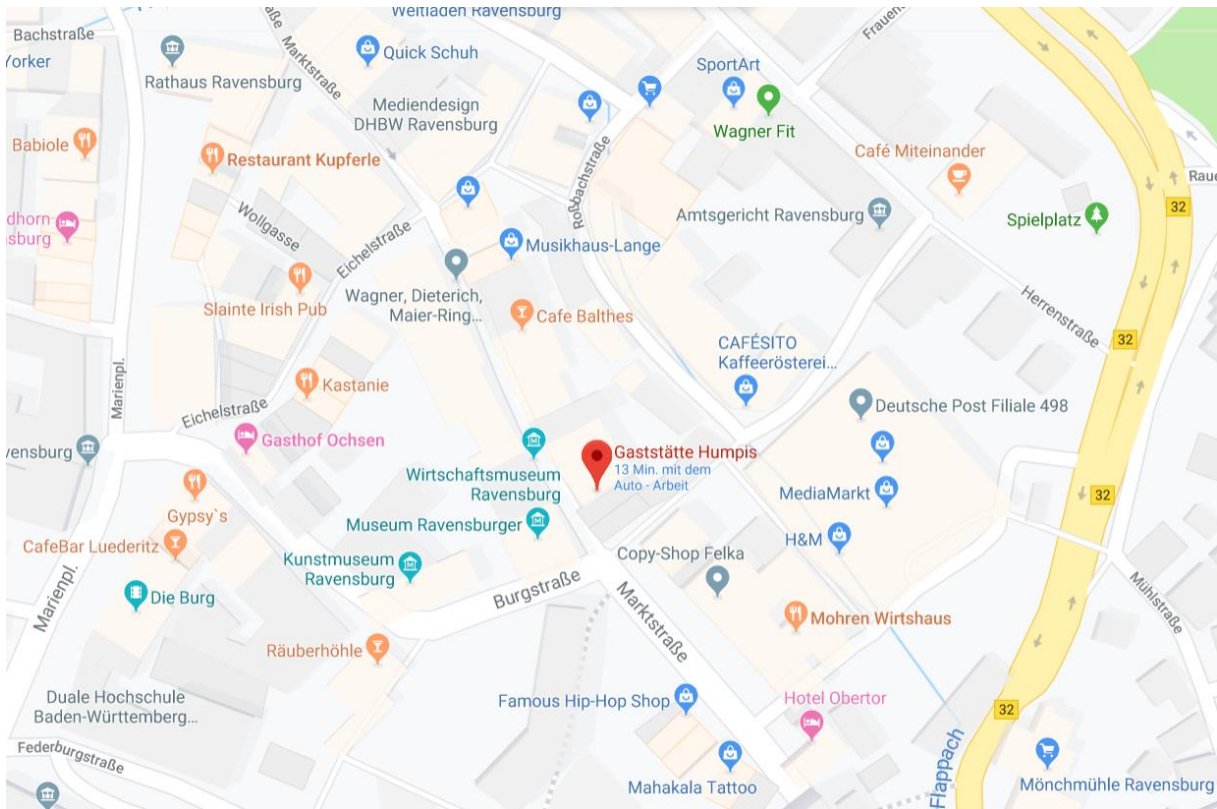 Weltladen Ravensburg
Bachstraße
Yorker
Rathaus Ravensburg
Marktstraße
Quick Schuh
Frauen
SportArt
Mediendesign
DHBW Ravensburg
Wagner Fit
Babiole
Restaurant Kupferle
Café Miteinander
Roßbachstraße
Raue
32
dhorn
sburg
Wollgasse
Eichelstraße
Amtsgericht Ravensburg
Spielplatz
Musikhaus-Lange
Slainte Irish Pub
Wagner, Dieterich,
Maier-Ring...
Cafe Balthes
Herrenstraße
32
CAFÉSITO
Kaffeerösterei...
Marienpl.
Kastanie
Eichelstraße
Deutsche Post Filiale 498
Gasthof Ochsen
vensburg
Gaststätte Humpis
13 Min. mit dem
Auto - Arbeit
Wirtschaftsmuseum
Ravensburg
MediaMarkt
32
Gypsy`s
Museum Ravensburger
H&M
CafeBar Luederitz
Kunstmuseum
Ravensburg
Copy-Shop Felka
Die Burg
Burgstraße
Marktstraße
Mühlstraße
Marienpl.
Mohren Wirtshaus
Räuberhöhle
Duale Hochschule
Baden-Württemberg...
Famous Hip-Hop Shop
Hotel Obertor
32
Federburgstraße
Flappach
Mahakala Tattoo
Mönchmühle Ravensburg